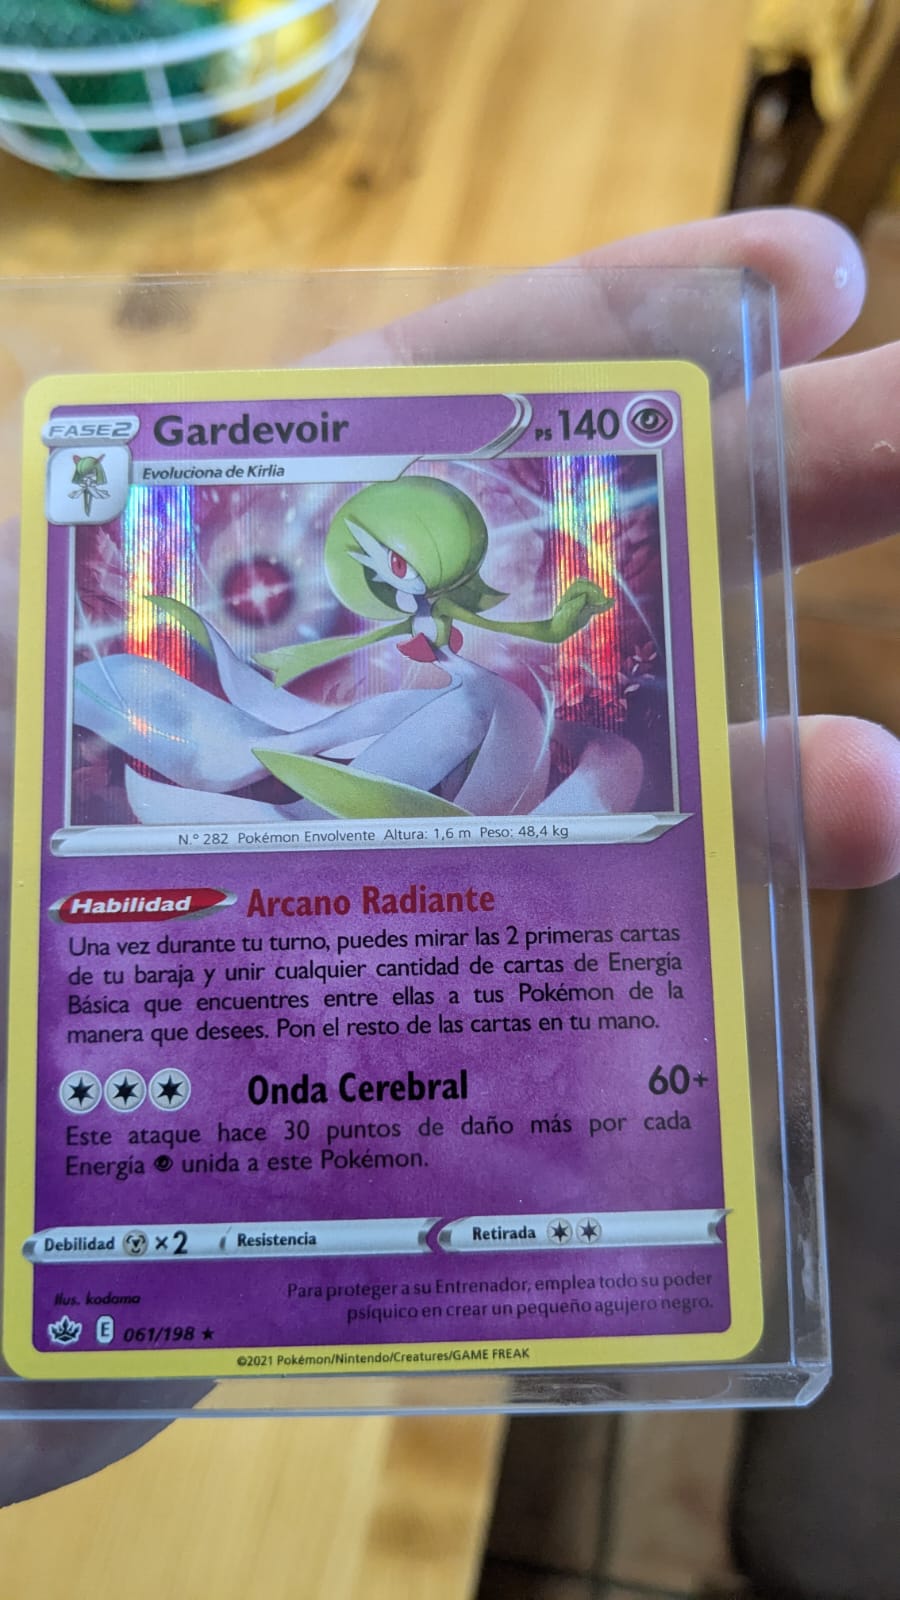 FASE2 Gardevoir PS 140
Evoluciona de Kirlia
N.º 282 Pokémon Envolvente Altura: 1,6 m Peso: 48,4 kg
Habilidad Arcano Radiante
Una vez durante tu turno, puedes mirar las 2 primeras cartas
de tu baraja y unir cualquier cantidad de cartas de Energía
Básica que encuentres entre ellas a tus Pokémon de la
manera que desees. Pon el resto de las cartas en tu mano.
Onda Cerebral 60+
Este ataque hace 30 puntos de daño más por cada
Energía unida a este Pokémon.
Debilidad ×2 Resistencia Retirada
Ilus. kodama
Para proteger a su Entrenador, emplea todo su poder
psíquico en crear un pequeño agujero negro.
E 061/198 ★
©2021 Pokémon/Nintendo/Creatures/GAME FREAK